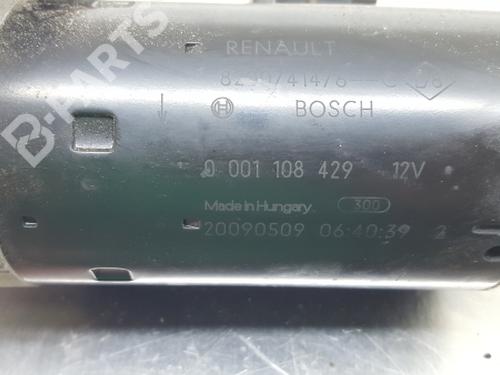 B-PARTS
RENAULT
BOSCH
0 001 108 429 12V
Made in Hungary 300
20090509 06:40:39 2